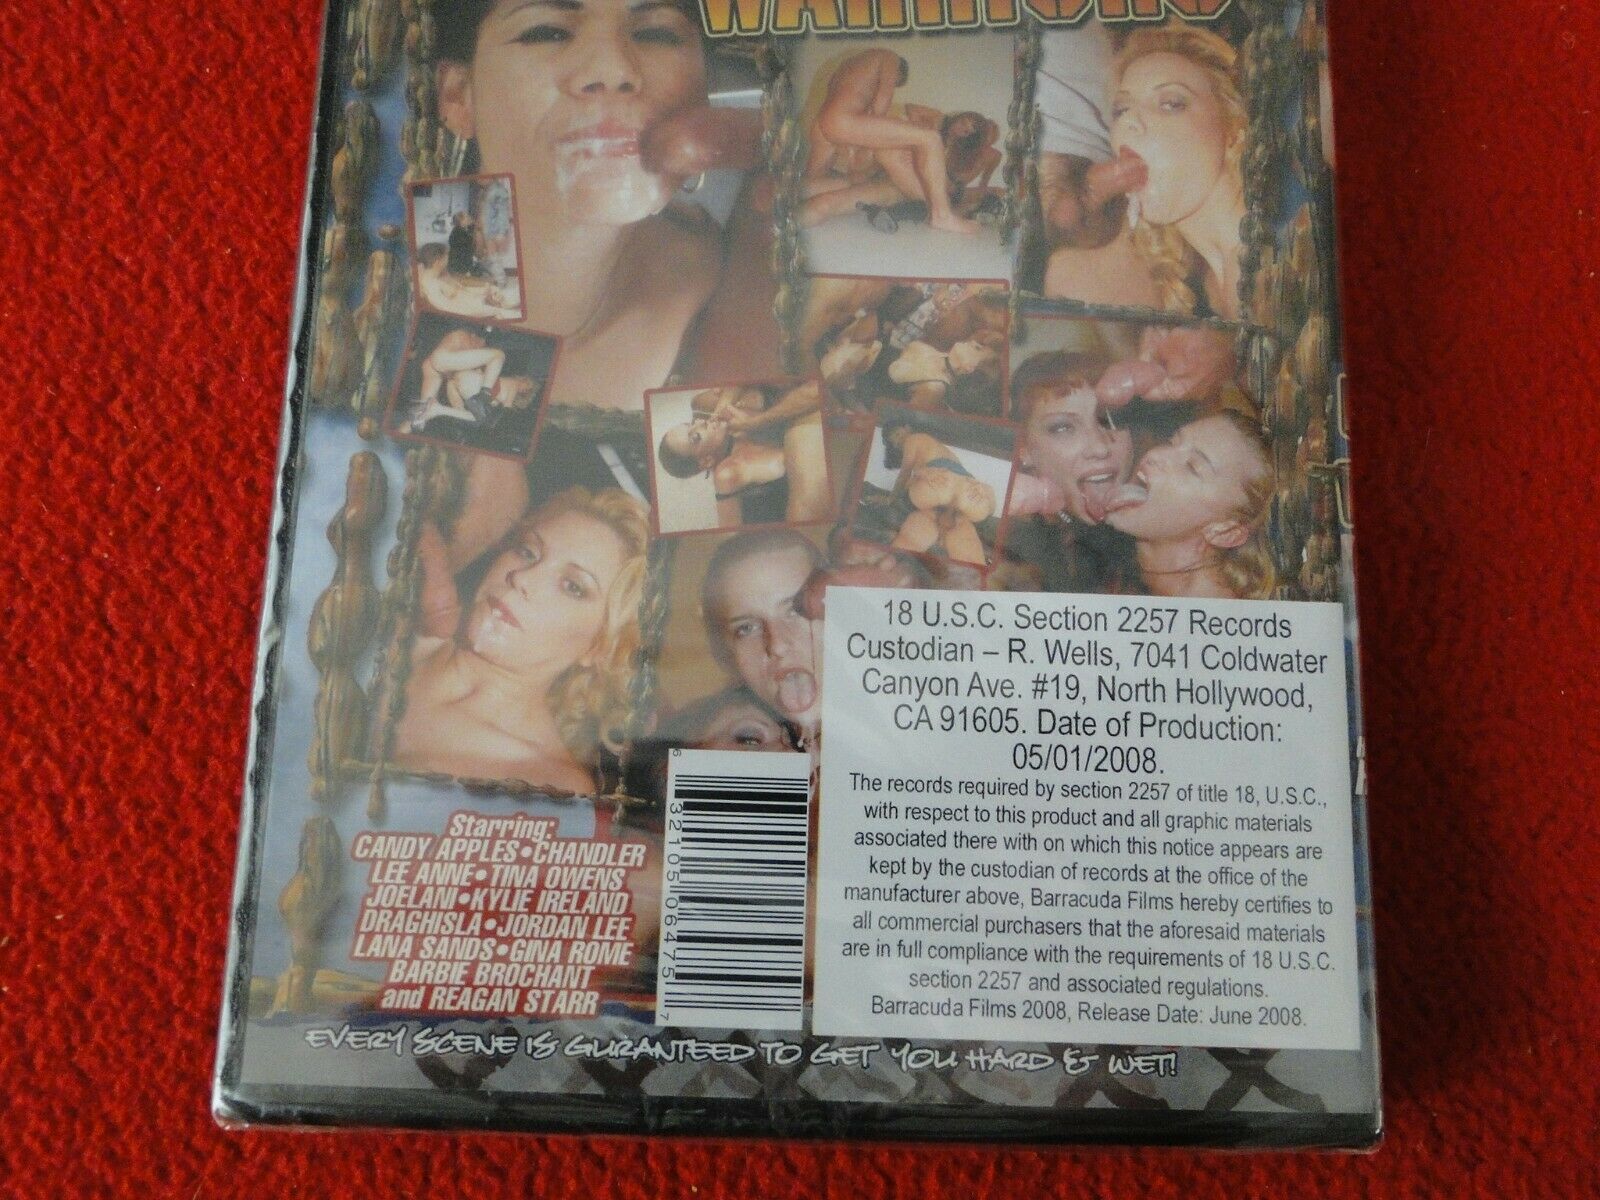 WARRIORS
Starring:
CANDY APPLES • CHANDLER
LEE ANNE • TINA OWENS
JOELANI • KYLIE IRELAND
DRAGHISLA • JORDAN LEE
LANA SANDS • GINA ROME
BARBIE BROCHANT
and REAGAN STARR
6 32105 06475 7
18 U.S.C. Section 2257 Records
Custodian – R. Wells, 7041 Coldwater
Canyon Ave. #19, North Hollywood,
CA 91605. Date of Production:
05/01/2008.
The records required by section 2257 of title 18, U.S.C.,
with respect to this product and all graphic materials
associated there with on which this notice appears are
kept by the custodian of records at the office of the
manufacturer above, Barracuda Films hereby certifies to
all commercial purchasers that the aforesaid materials
are in full compliance with the requirements of 18 U.S.C.
section 2257 and associated regulations.
Barracuda Films 2008, Release Date: June 2008.
EVERY SCENE IS GURANTEED TO GET YOU HARD & WET!